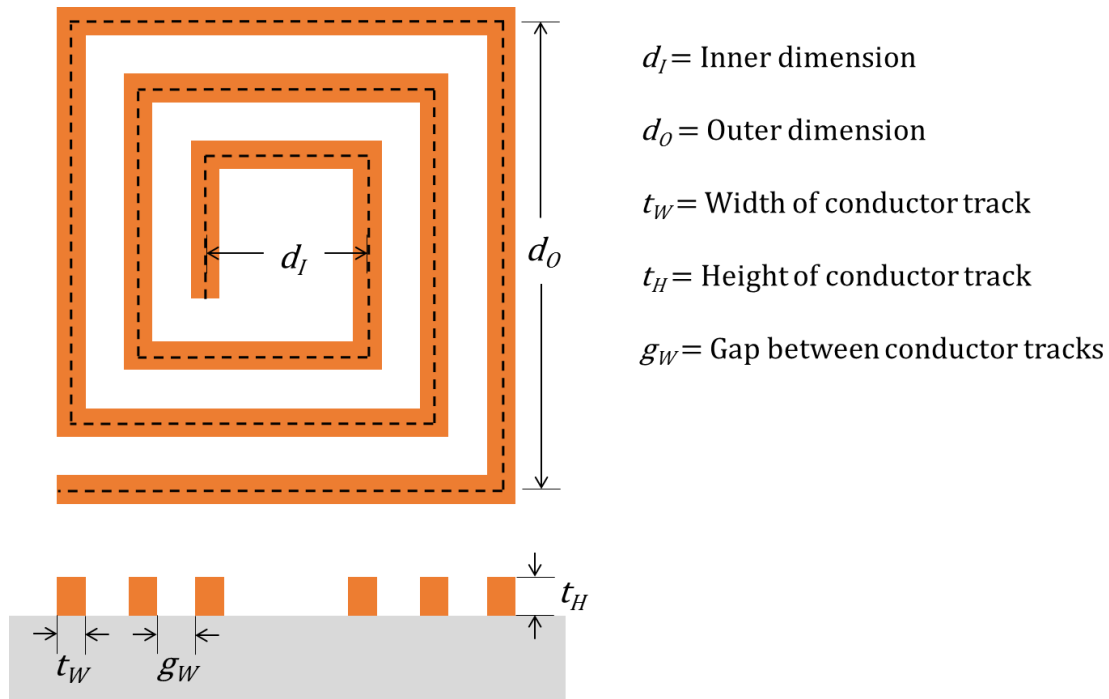 d_I = Inner dimension
d_O = Outer dimension
t_W = Width of conductor track
t_H = Height of conductor track
g_W = Gap between conductor tracks
d_I
d_O
t_H
t_W
g_W